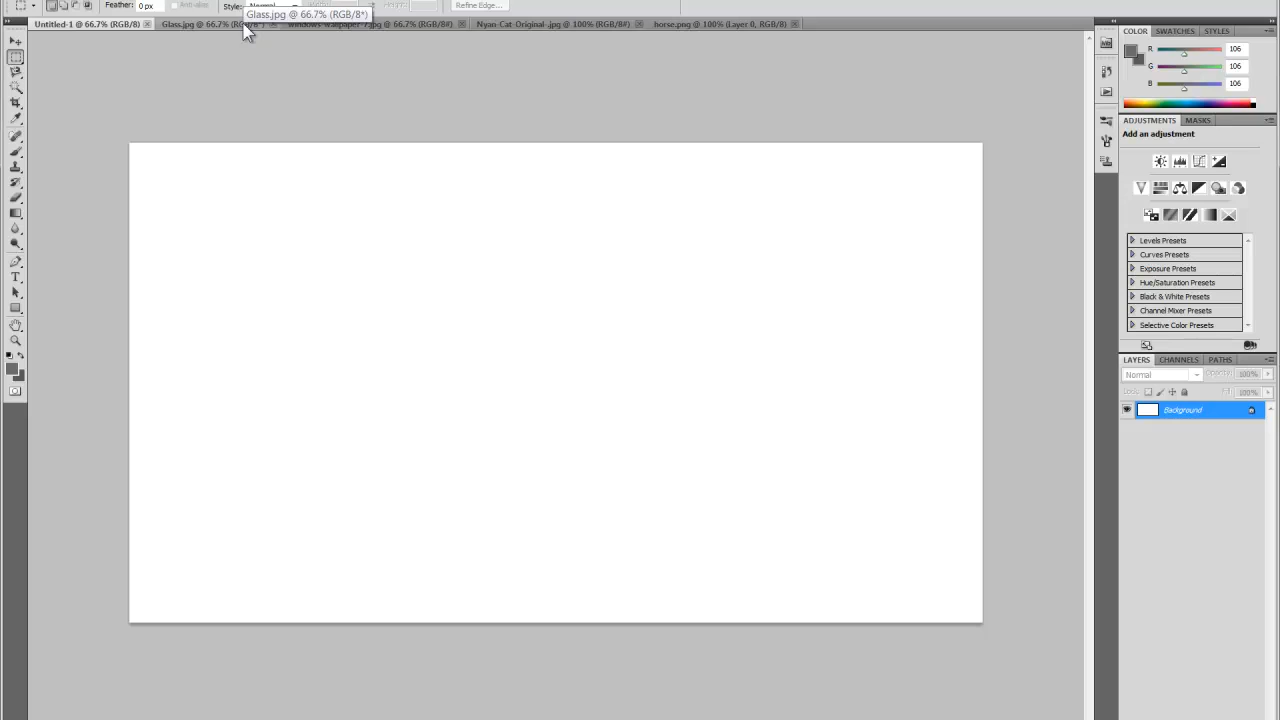 Feather: 0 px Anti-alias Style: Normal Width: Height: Refine Edge...
Glass.jpg @ 66.7% (RGB/8*)
Untitled-1 @ 66.7% (RGB/8) Glass.jpg @ 66.7% (RGB/8*) @ 66.7% (RGB/8#) Nyan-Cat-Original-.jpg @ 100% (RGB/8#) horse.png @ 100% (Layer 0, RGB/8)
COLOR SWATCHES STYLES
R 106
G 106
B 106
ADJUSTMENTS MASKS
Add an adjustment
Levels Presets
Curves Presets
Exposure Presets
Hue/Saturation Presets
Black & White Presets
Channel Mixer Presets
Selective Color Presets
LAYERS CHANNELS PATHS
Normal Opacity: 100%
Lock: Fill: 100%
Background